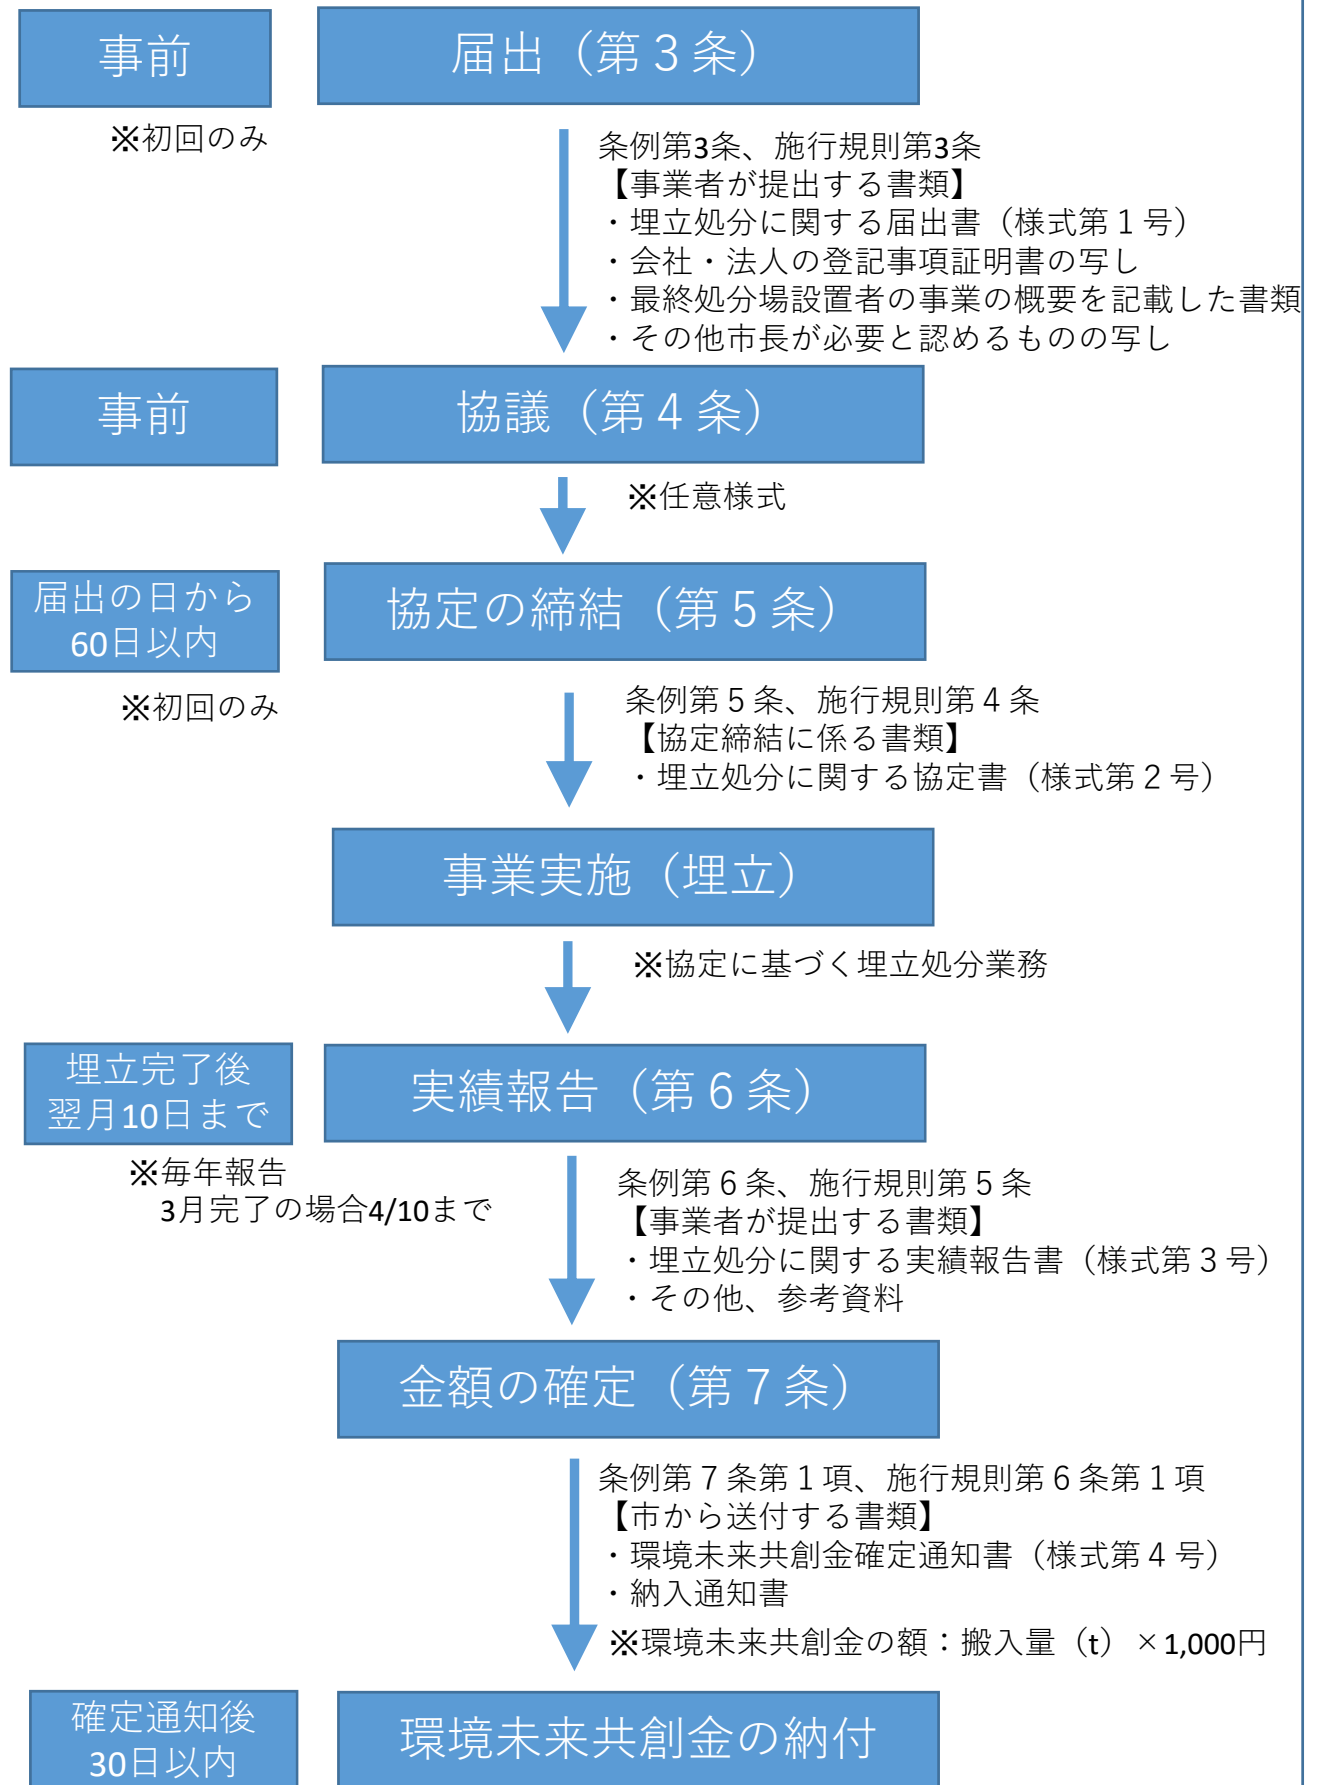 事前
届出（第３条）
※初回のみ
条例第3条、施行規則第3条
【事業者が提出する書類】
・埋立処分に関する届出書（様式第１号）
・会社・法人の登記事項証明書の写し
・最終処分場設置者の事業の概要を記載した書類
・その他市長が必要と認めるものの写し
事前
協議（第４条）
※任意様式
届出の日から
60日以内
協定の締結（第５条）
※初回のみ
条例第５条、施行規則第４条
【協定締結に係る書類】
・埋立処分に関する協定書（様式第２号）
事業実施（埋立）
※協定に基づく埋立処分業務
埋立完了後
翌月10日まで
実績報告（第６条）
※毎年報告
3月完了の場合4/10まで
条例第６条、施行規則第５条
【事業者が提出する書類】
・埋立処分に関する実績報告書（様式第３号）
・その他、参考資料
金額の確定（第７条）
条例第７条第１項、施行規則第６条第１項
【市から送付する書類】
・環境未来共創金確定通知書（様式第４号）
・納入通知書
※環境未来共創金の額：搬入量（t）×1,000円
確定通知後
30日以内
環境未来共創金の納付